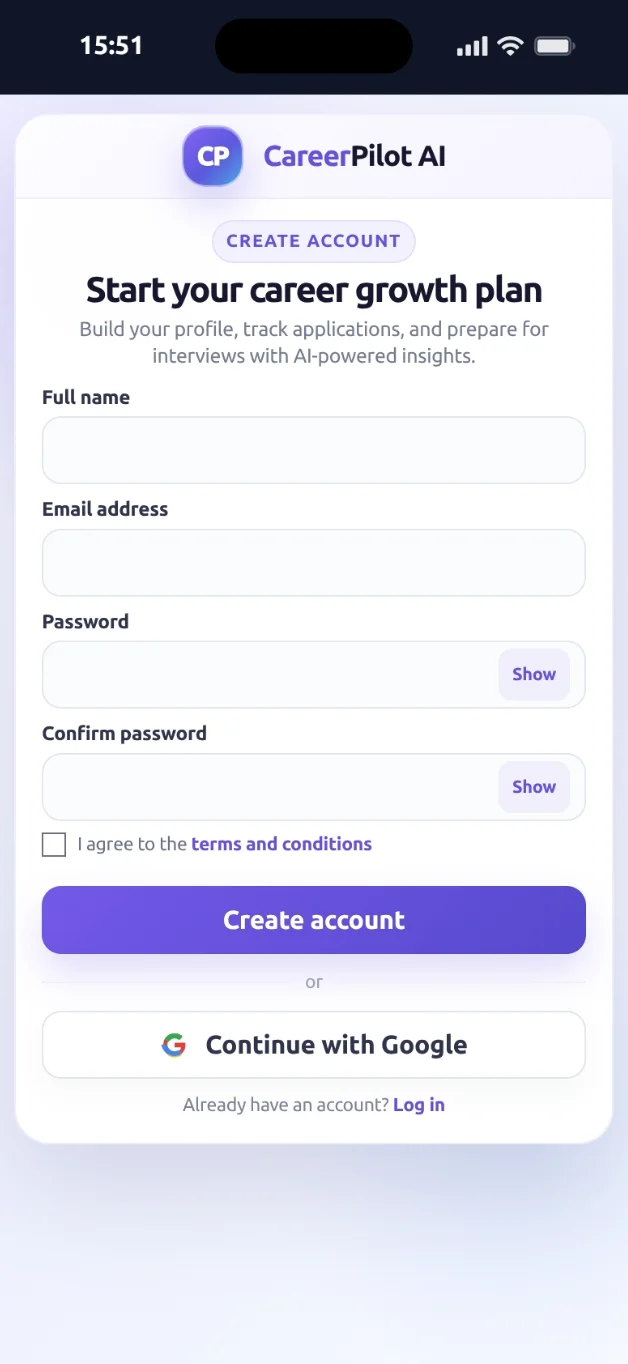 15:51
CP CareerPilot AI
CREATE ACCOUNT
Start your career growth plan
Build your profile, track applications, and prepare for
interviews with AI-powered insights.
Full name
Email address
Password
Show
Confirm password
Show
I agree to the terms and conditions
Create account
or
Continue with Google
Already have an account? Log in